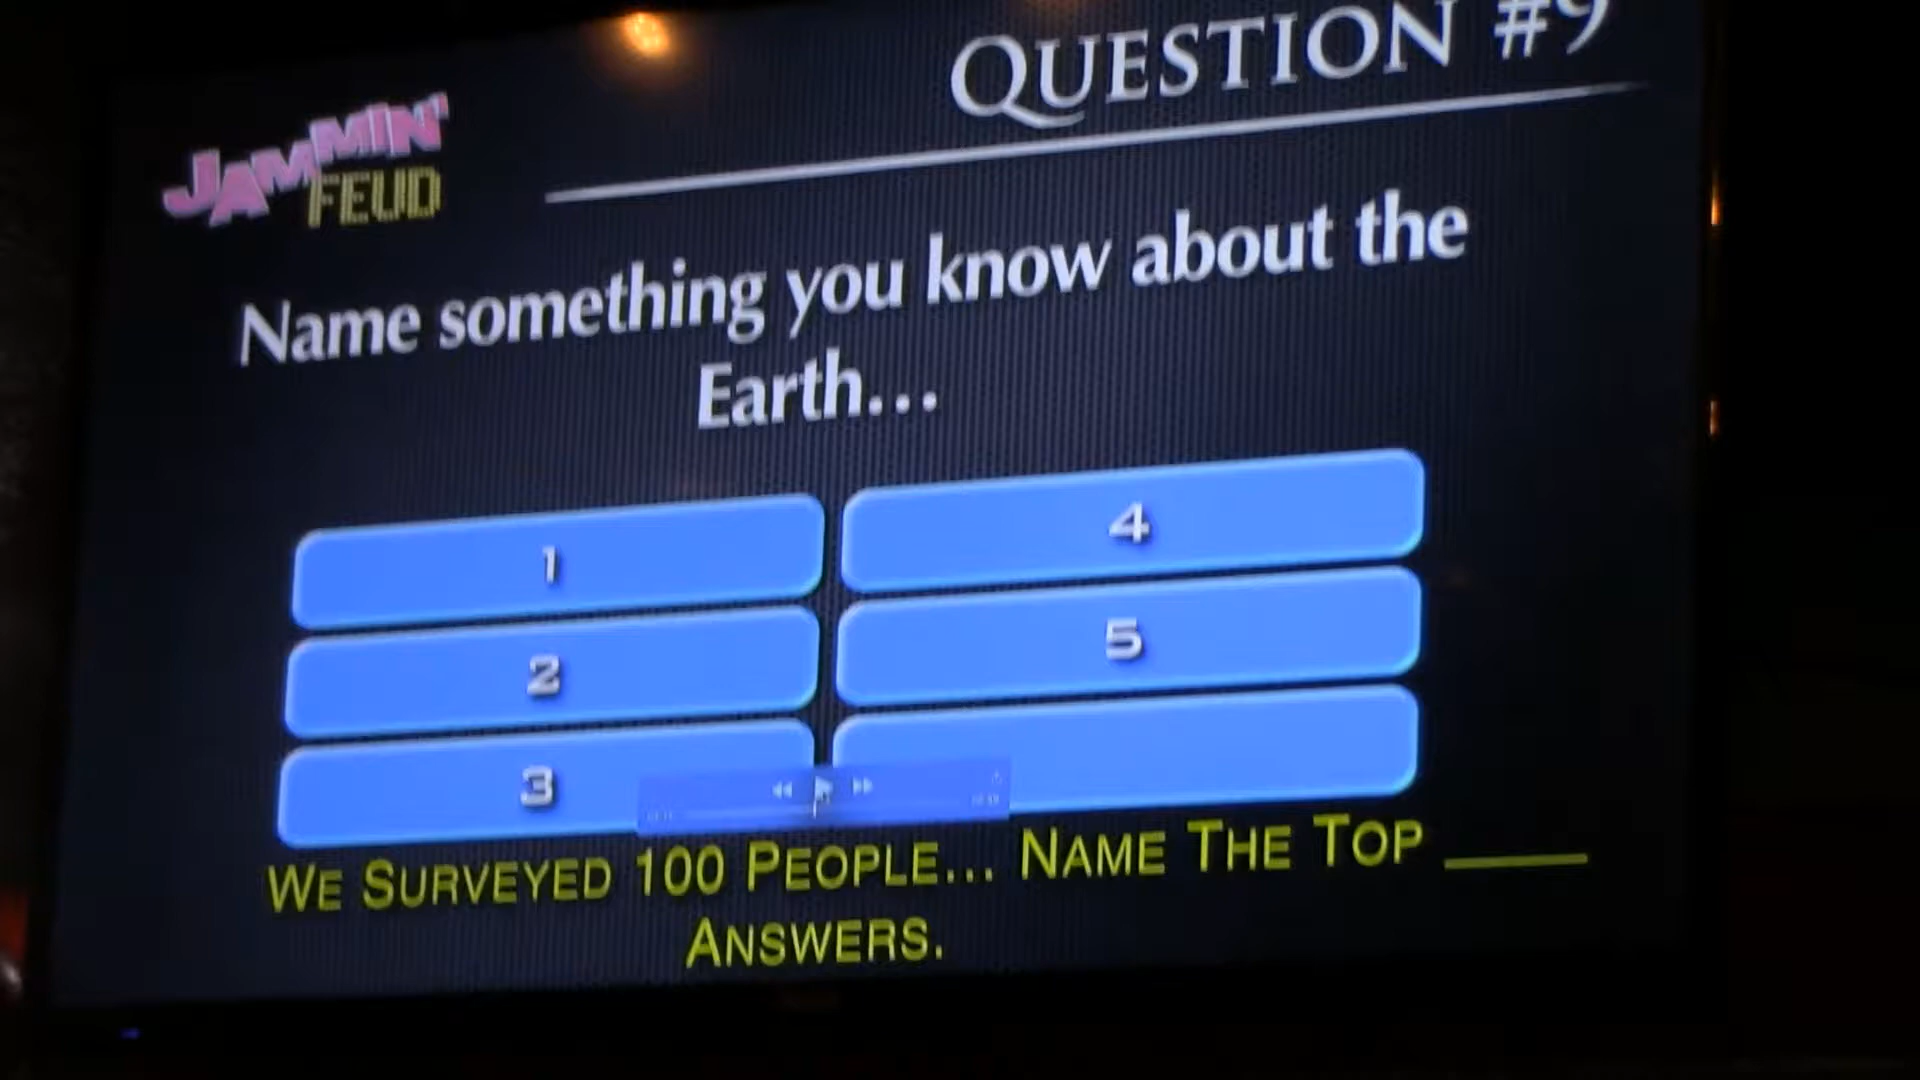 QUESTION #9
JAMMIN'
FEUD
Name something you know about the
Earth...
1
4
2
5
3
WE SURVEYED 100 PEOPLE... NAME THE TOP ____
ANSWERS.